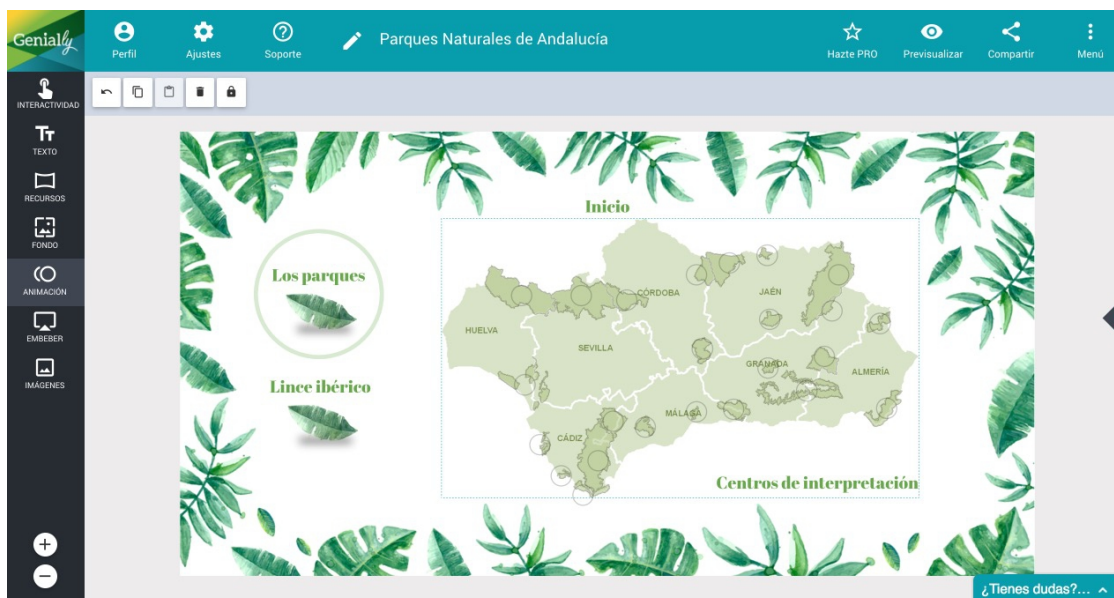 Genially
Perfil
Ajustes
Soporte
Parques Naturales de Andalucía
Hazte PRO
Previsualizar
Compartir
Menú
INTERACTIVIDAD
TEXTO
RECURSOS
FONDO
ANIMACIÓN
EMBEBER
IMÁGENES
Inicio
Los parques
Lince ibérico
CÓRDOBA
JAÉN
HUELVA
SEVILLA
GRANADA
ALMERÍA
MÁLAGA
CÁDIZ
Centros de interpretación
¿Tienes dudas?...